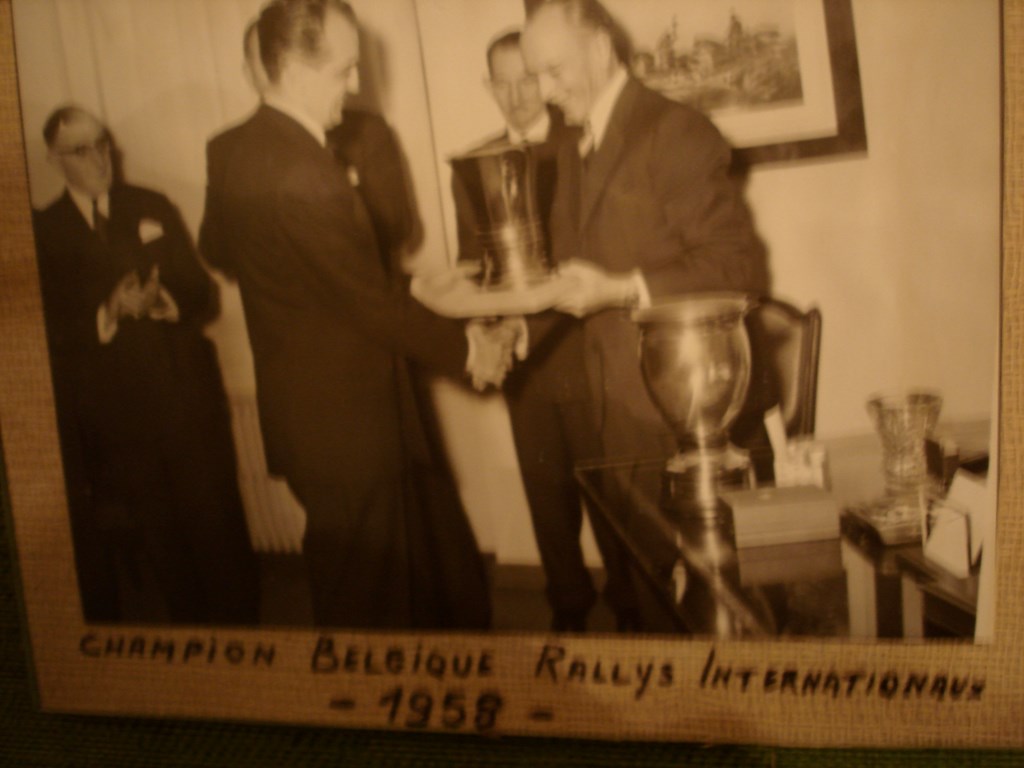 CHAMPION BELGIQUE RALLYS INTERNATIONAUX
- 1958 -